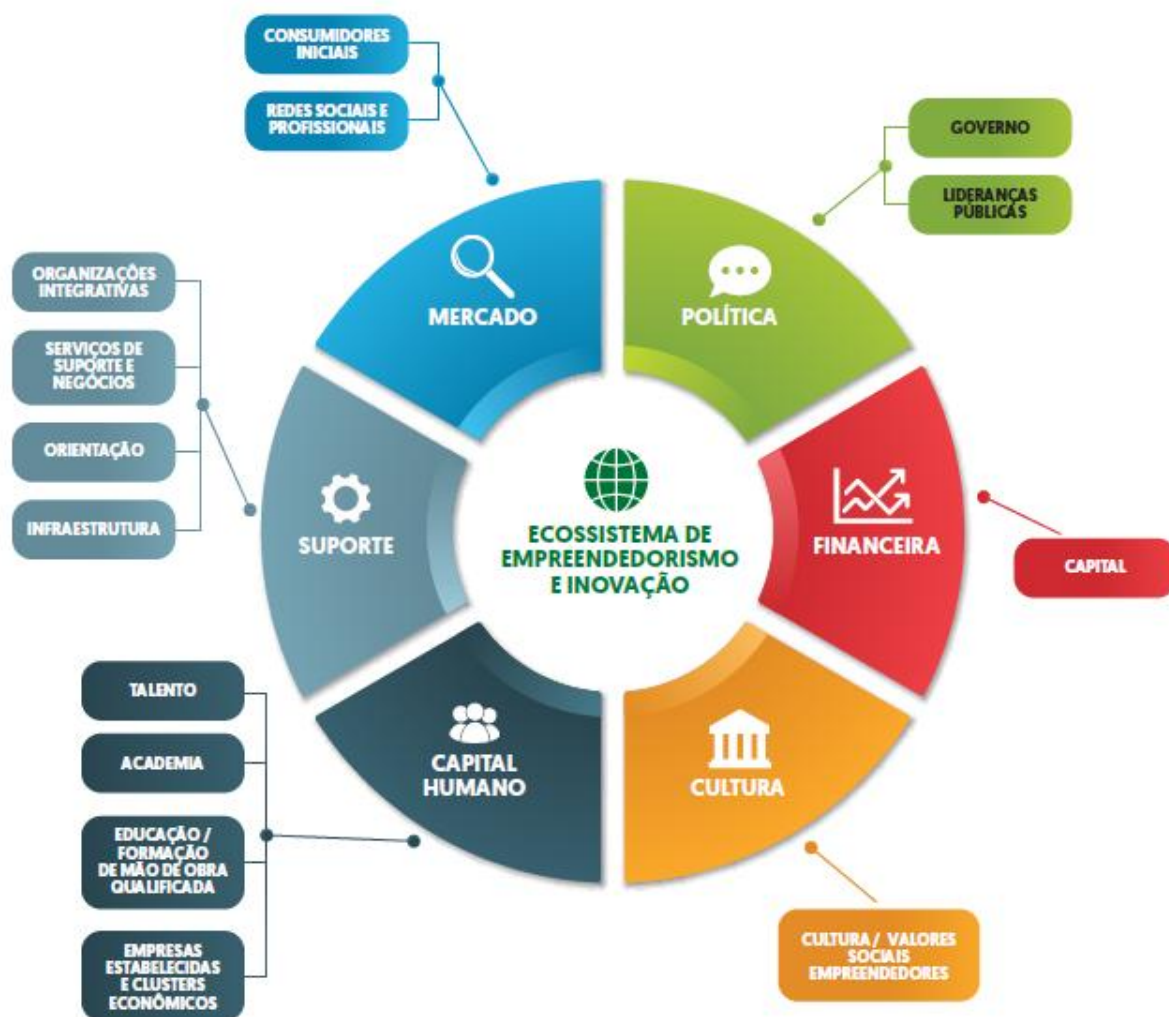 CONSUMIDORES
INICIAIS
REDES SOCIAIS E
PROFISSIONAIS
GOVERNO
LIDERANÇAS
PÚBLICAS
ORGANIZAÇÕES
INTEGRATIVAS
SERVIÇOS DE
SUPORTE E
NEGÓCIOS
ORIENTAÇÃO
INFRAESTRUTURA
MERCADO
POLÍTICA
SUPORTE
FINANCEIRA
CAPITAL
ECOSSISTEMA DE
EMPREENDEDORISMO
E INOVAÇÃO
CAPITAL
HUMANO
CULTURA
TALENTO
ACADEMIA
EDUCAÇÃO /
FORMAÇÃO
DE MÃO DE OBRA
QUALIFICADA
EMPRESAS
ESTABELECIDAS
E CLUSTERS
ECONÔMICOS
CULTURA / VALORES
SOCIAIS
EMPREENDEDORES